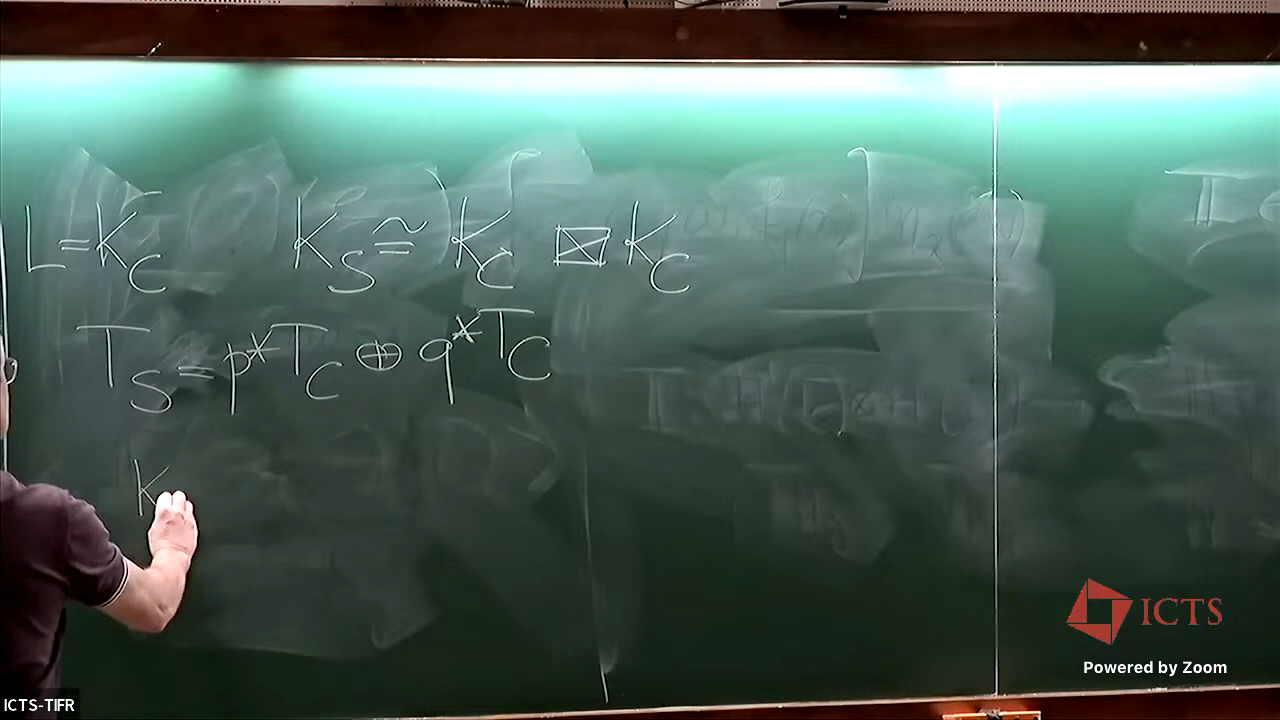 L = K_C    K_S ≅ K_C ⊠ K_C
T_S = p*T_C ⊕ q*T_C
K
ICTS
Powered by Zoom
ICTS-TIFR